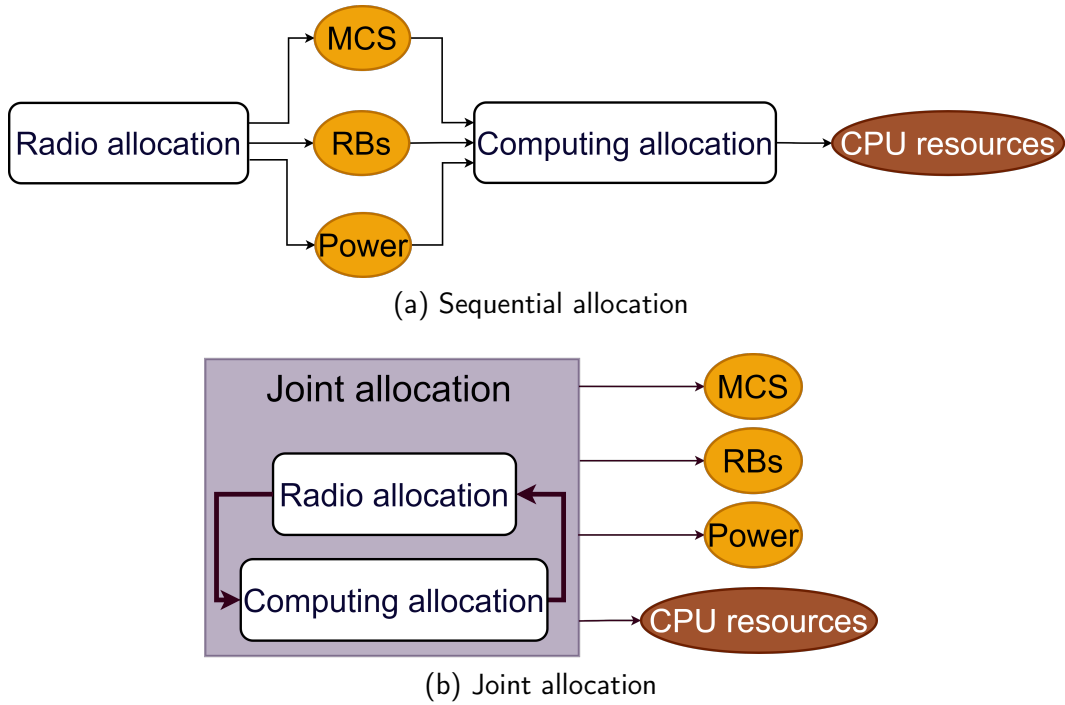 MCS
Radio allocation
RBs
Computing allocation
CPU resources
Power
(a) Sequential allocation
Joint allocation
MCS
RBs
Radio allocation
Power
Computing allocation
CPU resources
(b) Joint allocation